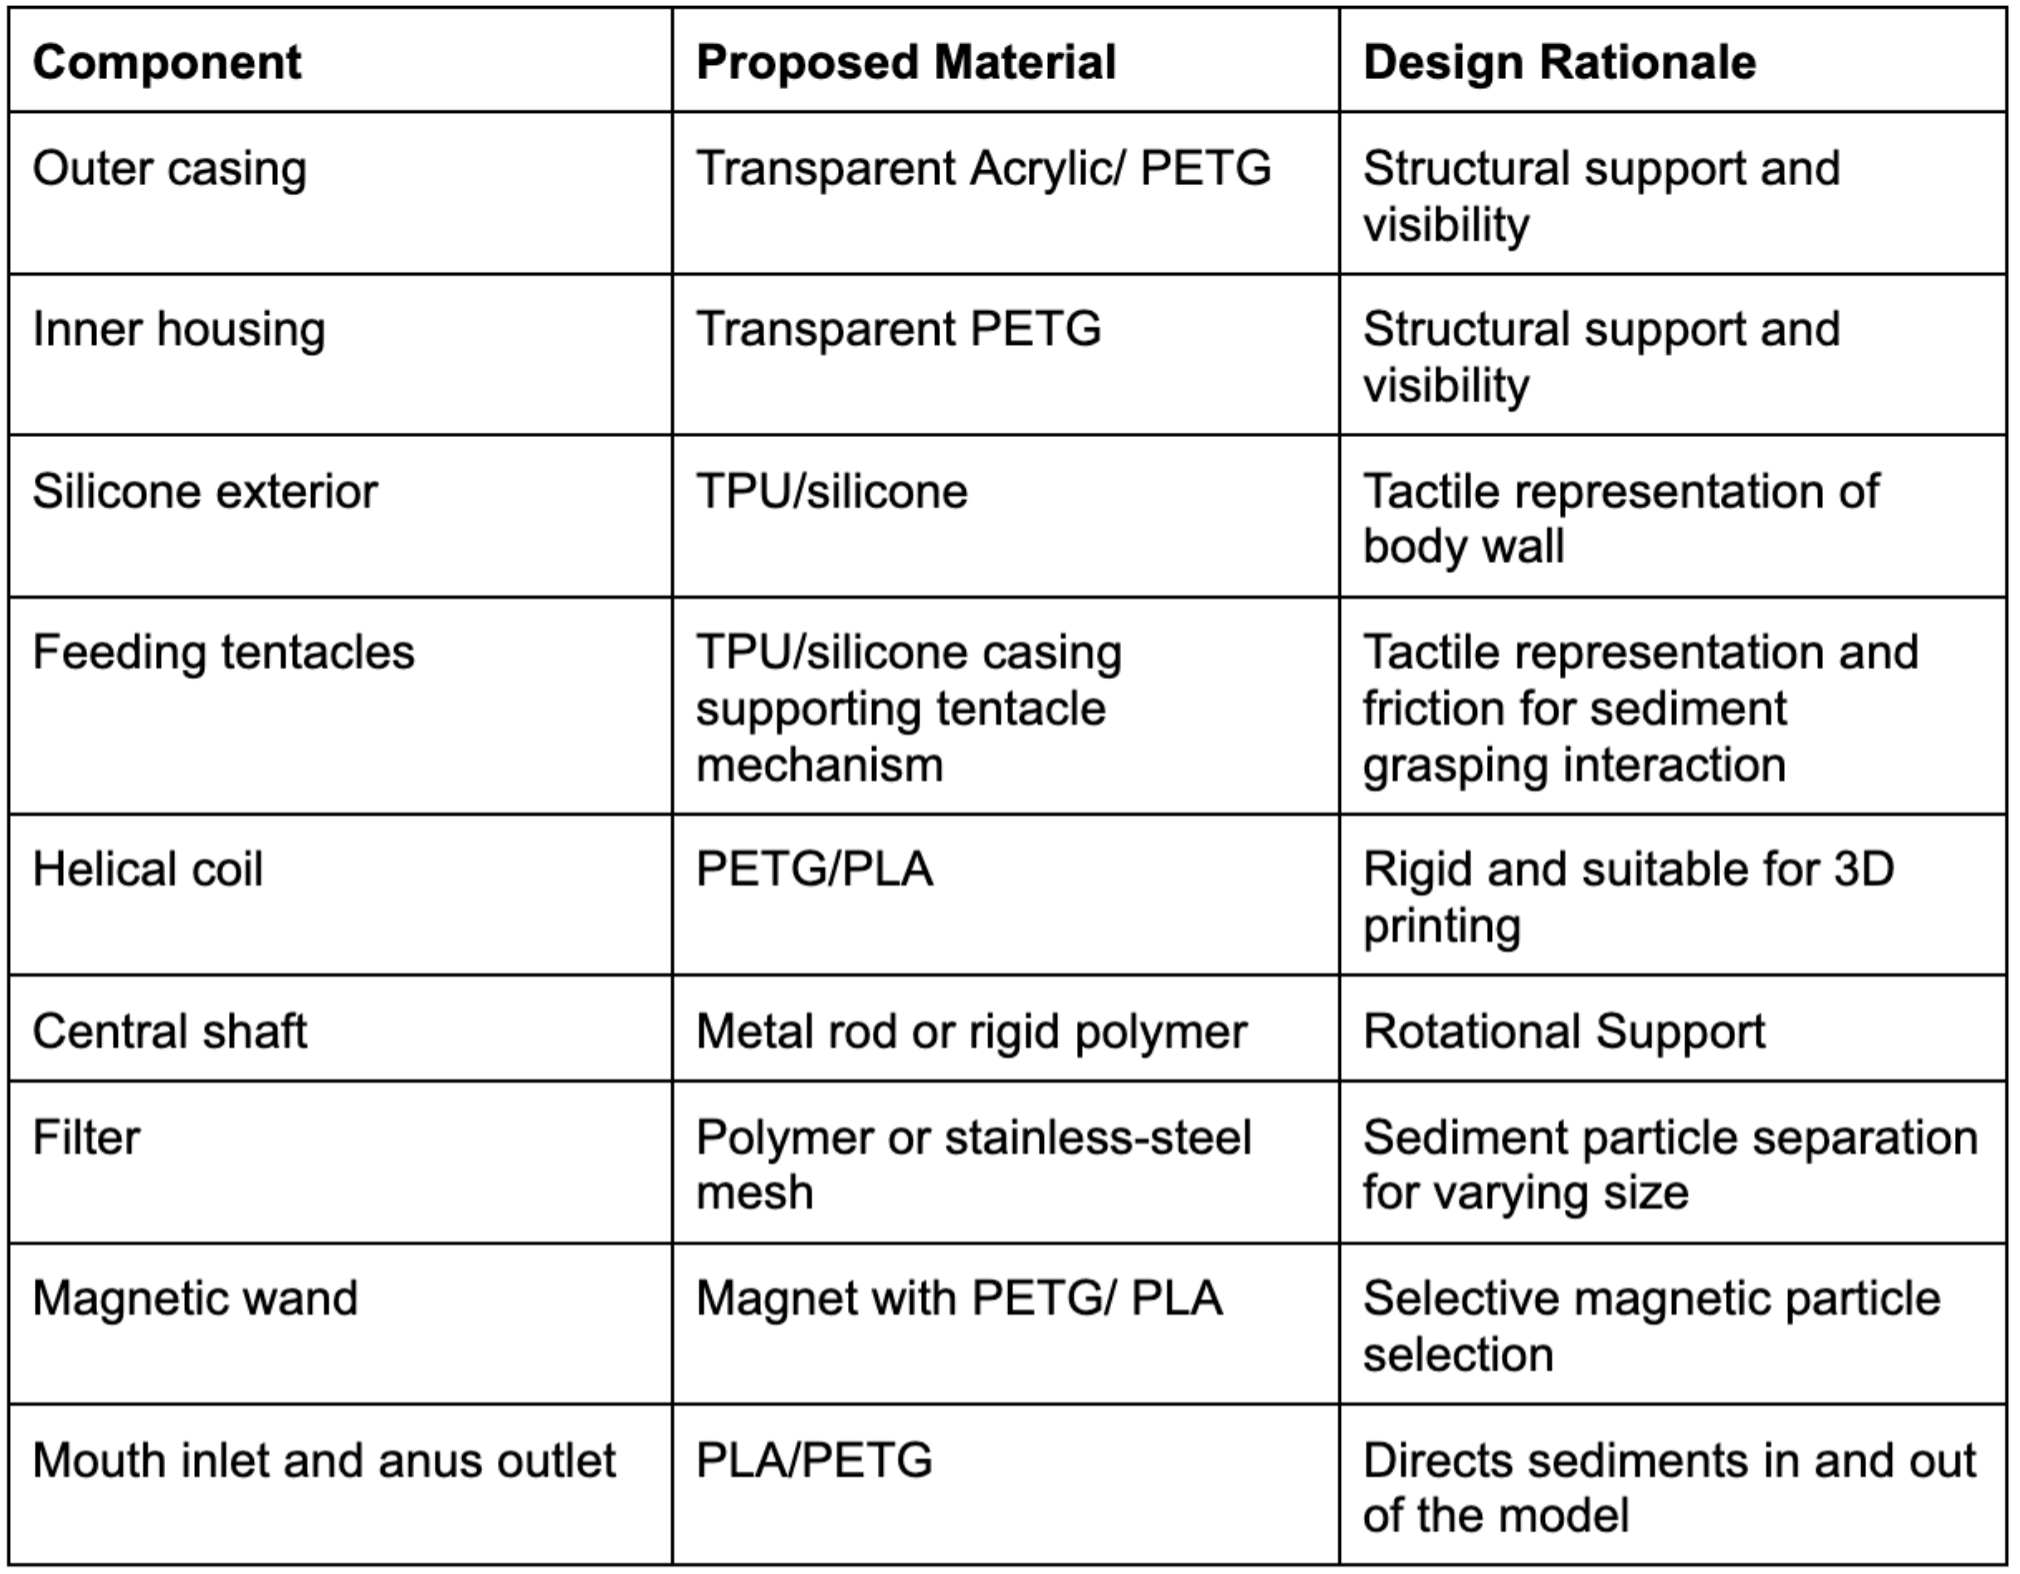 Component Proposed Material Design Rationale
Outer casing Transparent Acrylic/ PETG Structural support and
visibility
Inner housing Transparent PETG Structural support and
visibility
Silicone exterior TPU/silicone Tactile representation of
body wall
Feeding tentacles TPU/silicone casing Tactile representation and
supporting tentacle friction for sediment
mechanism grasping interaction
Helical coil PETG/PLA Rigid and suitable for 3D
printing
Central shaft Metal rod or rigid polymer Rotational Support
Filter Polymer or stainless-steel Sediment particle separation
mesh for varying size
Magnetic wand Magnet with PETG/ PLA Selective magnetic particle
selection
Mouth inlet and anus outlet PLA/PETG Directs sediments in and out
of the model